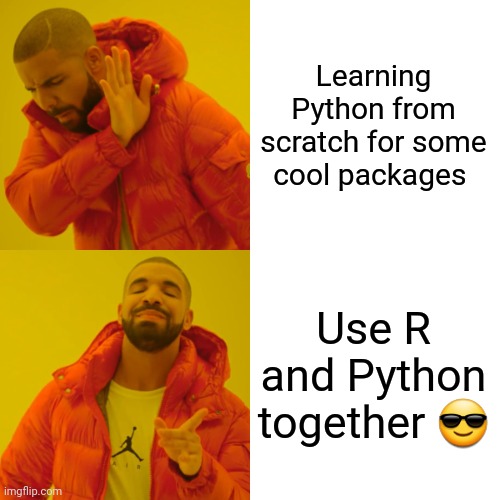 Learning
Python from
scratch for some
cool packages
Use R
and Python
together 😎
imgflip.com